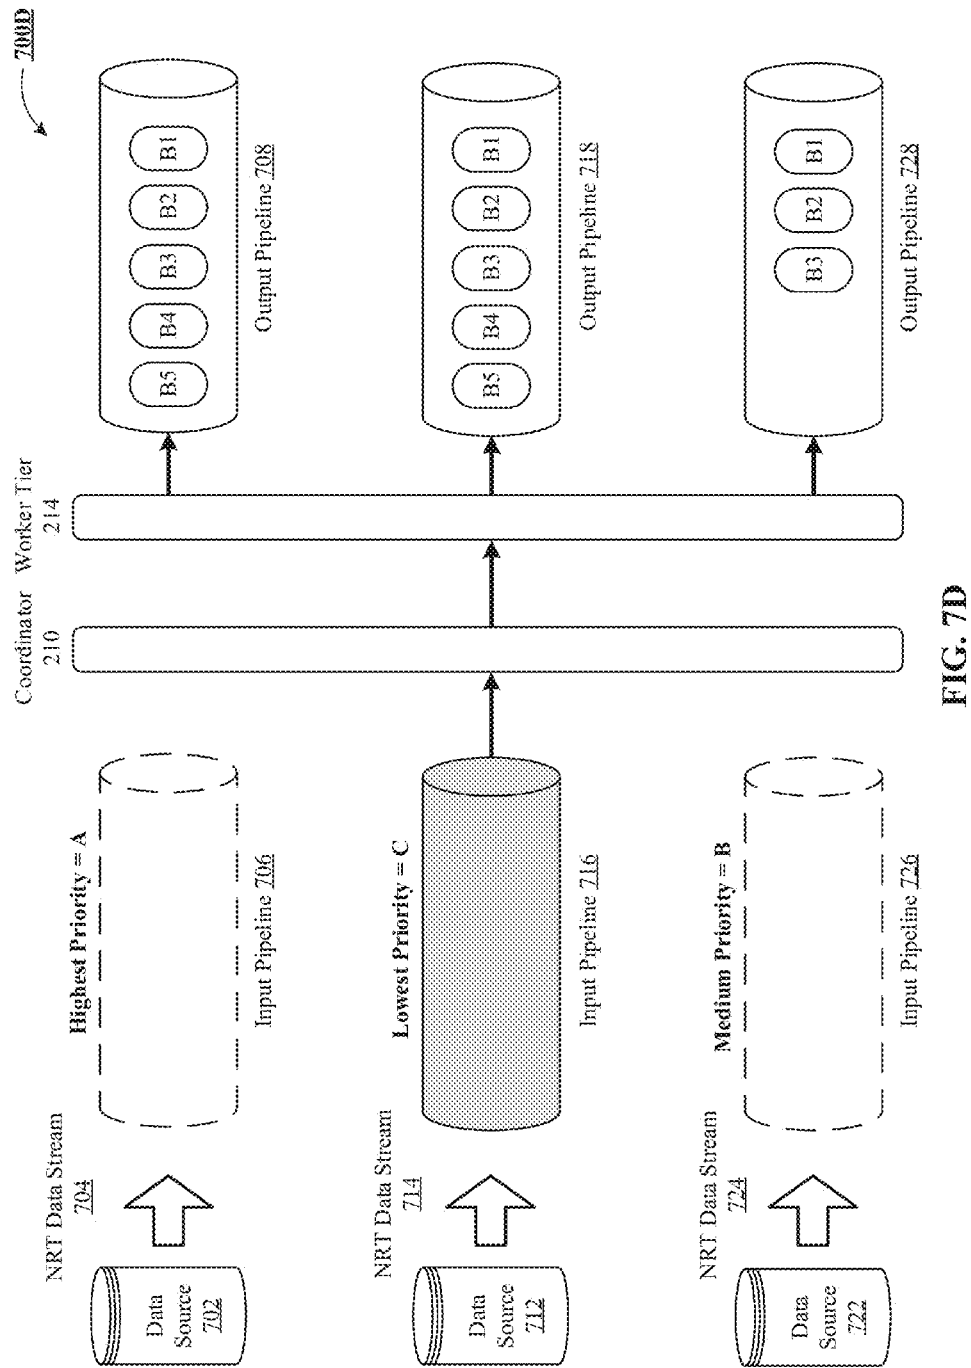 700D
Coordinator
210
Worker Tier
214
Highest Priority = A
NRT Data Stream
704
Data
Source
702
Input Pipeline 706
B5
B4
B3
B2
B1
Output Pipeline 708
Lowest Priority = C
NRT Data Stream
714
Data
Source
712
Input Pipeline 716
B5
B4
B3
B2
B1
Output Pipeline 718
Medium Priority = B
NRT Data Stream
724
Data
Source
722
Input Pipeline 726
B3
B2
B1
Output Pipeline 728
FIG. 7D